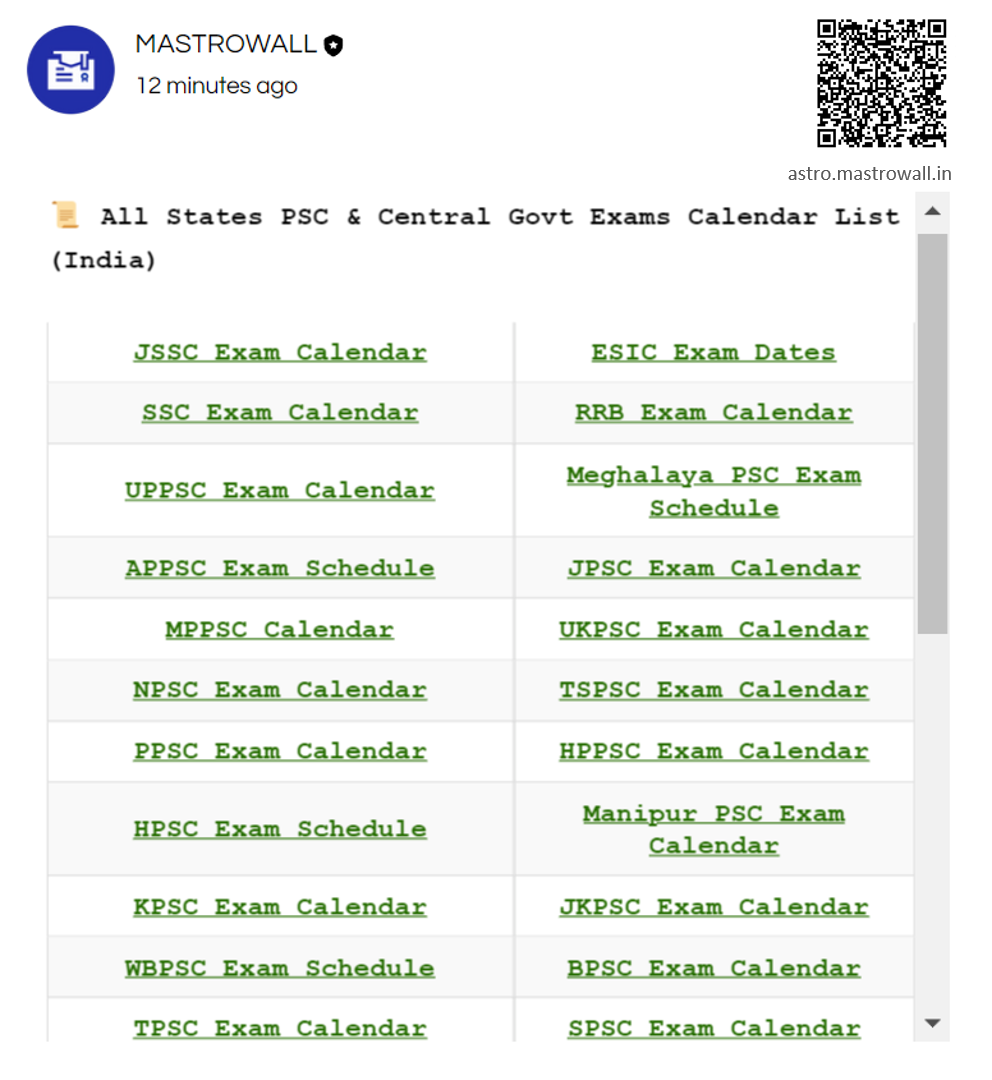 MASTROWALL
12 minutes ago
astro.mastrowall.in
All States PSC & Central Govt Exams Calendar List
(India)
JSSC Exam Calendar
ESIC Exam Dates
SSC Exam Calendar
RRB Exam Calendar
UPPSC Exam Calendar
Meghalaya PSC Exam
Schedule
APPSC Exam Schedule
JPSC Exam Calendar
MPPSC Calendar
UKPSC Exam Calendar
NPSC Exam Calendar
TSPSC Exam Calendar
PPSC Exam Calendar
HPPSC Exam Calendar
HPSC Exam Schedule
Manipur PSC Exam
Calendar
KPSC Exam Calendar
JKPSC Exam Calendar
WBPSC Exam Schedule
BPSC Exam Calendar
TPSC Exam Calendar
SPSC Exam Calendar